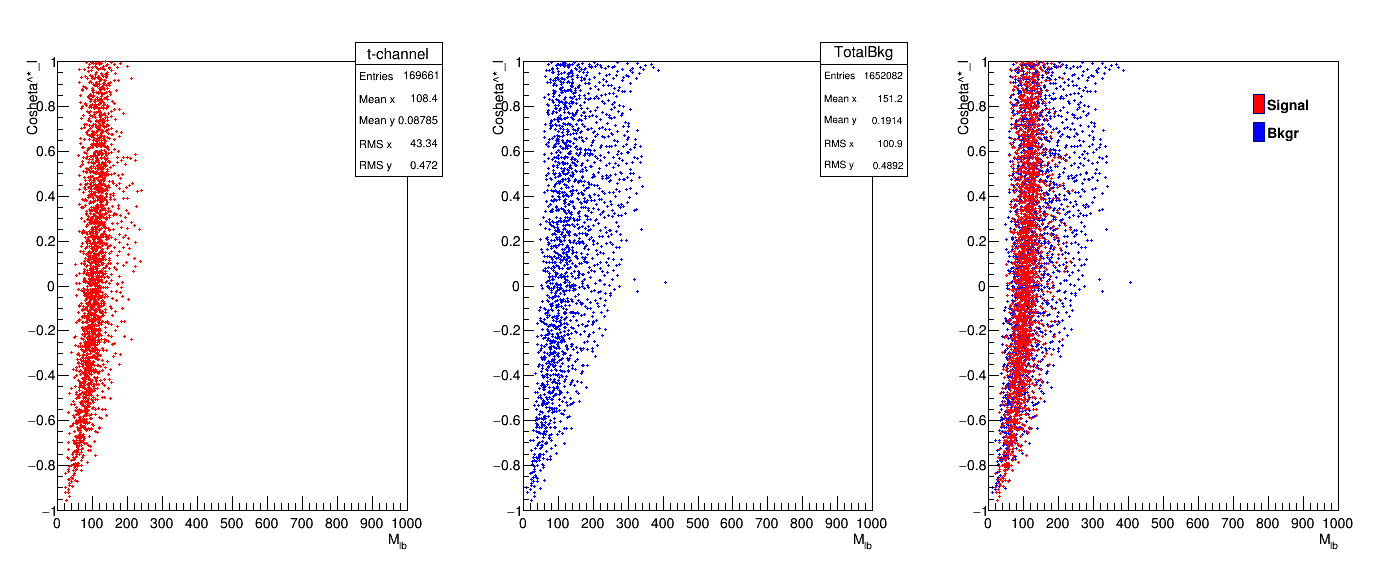 t-channel
Entries 169661
Mean x 108.4
Mean y 0.08785
RMS x 43.34
RMS y 0.472
Cosheta^*_l
1
0.8
0.6
0.4
0.2
0
−0.2
−0.4
−0.6
−0.8
−1
0 100 200 300 400 500 600 700 800 900 1000
M_lb
TotalBkg
Entries 1652082
Mean x 151.2
Mean y 0.1914
RMS x 100.9
RMS y 0.4892
Cosheta^*_l
1
0.8
0.6
0.4
0.2
0
−0.2
−0.4
−0.6
−0.8
−1
0 100 200 300 400 500 600 700 800 900 1000
M_lb
Signal
Bkgr
Cosheta^*_l
1
0.8
0.6
0.4
0.2
0
−0.2
−0.4
−0.6
−0.8
−1
0 100 200 300 400 500 600 700 800 900 1000
M_lb